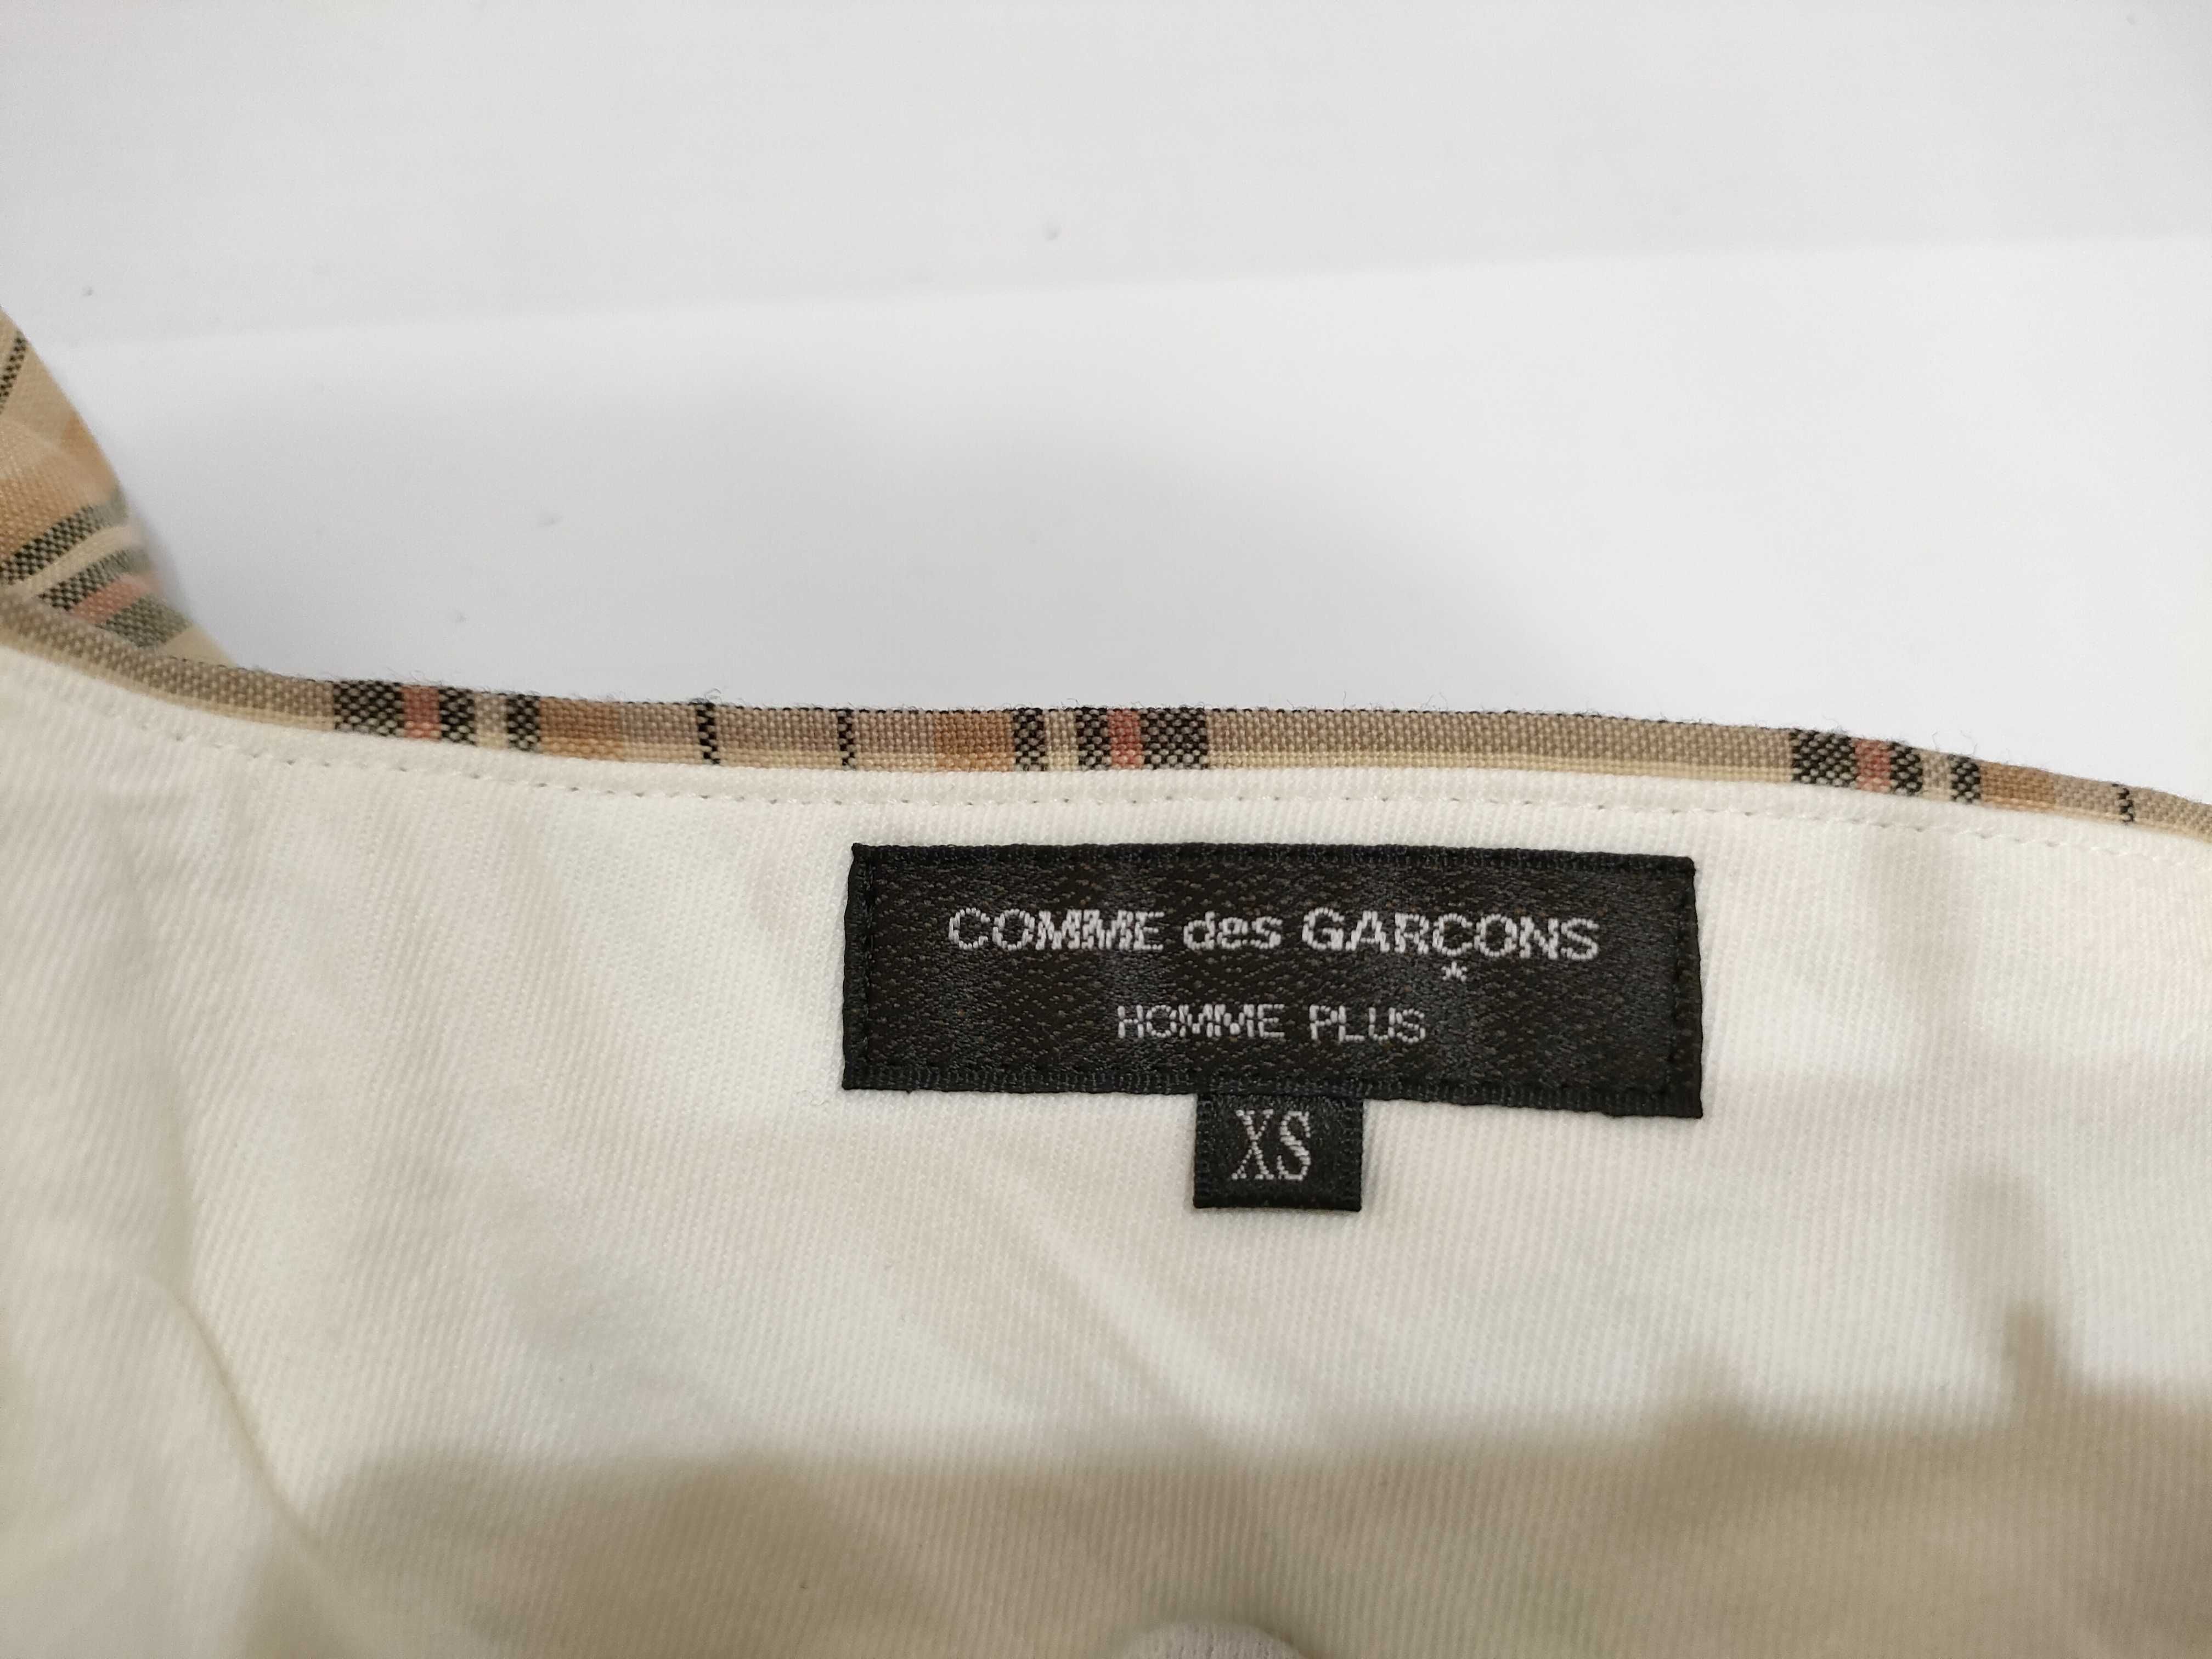 COMME des GARÇONS
*
HOMME PLUS
XS